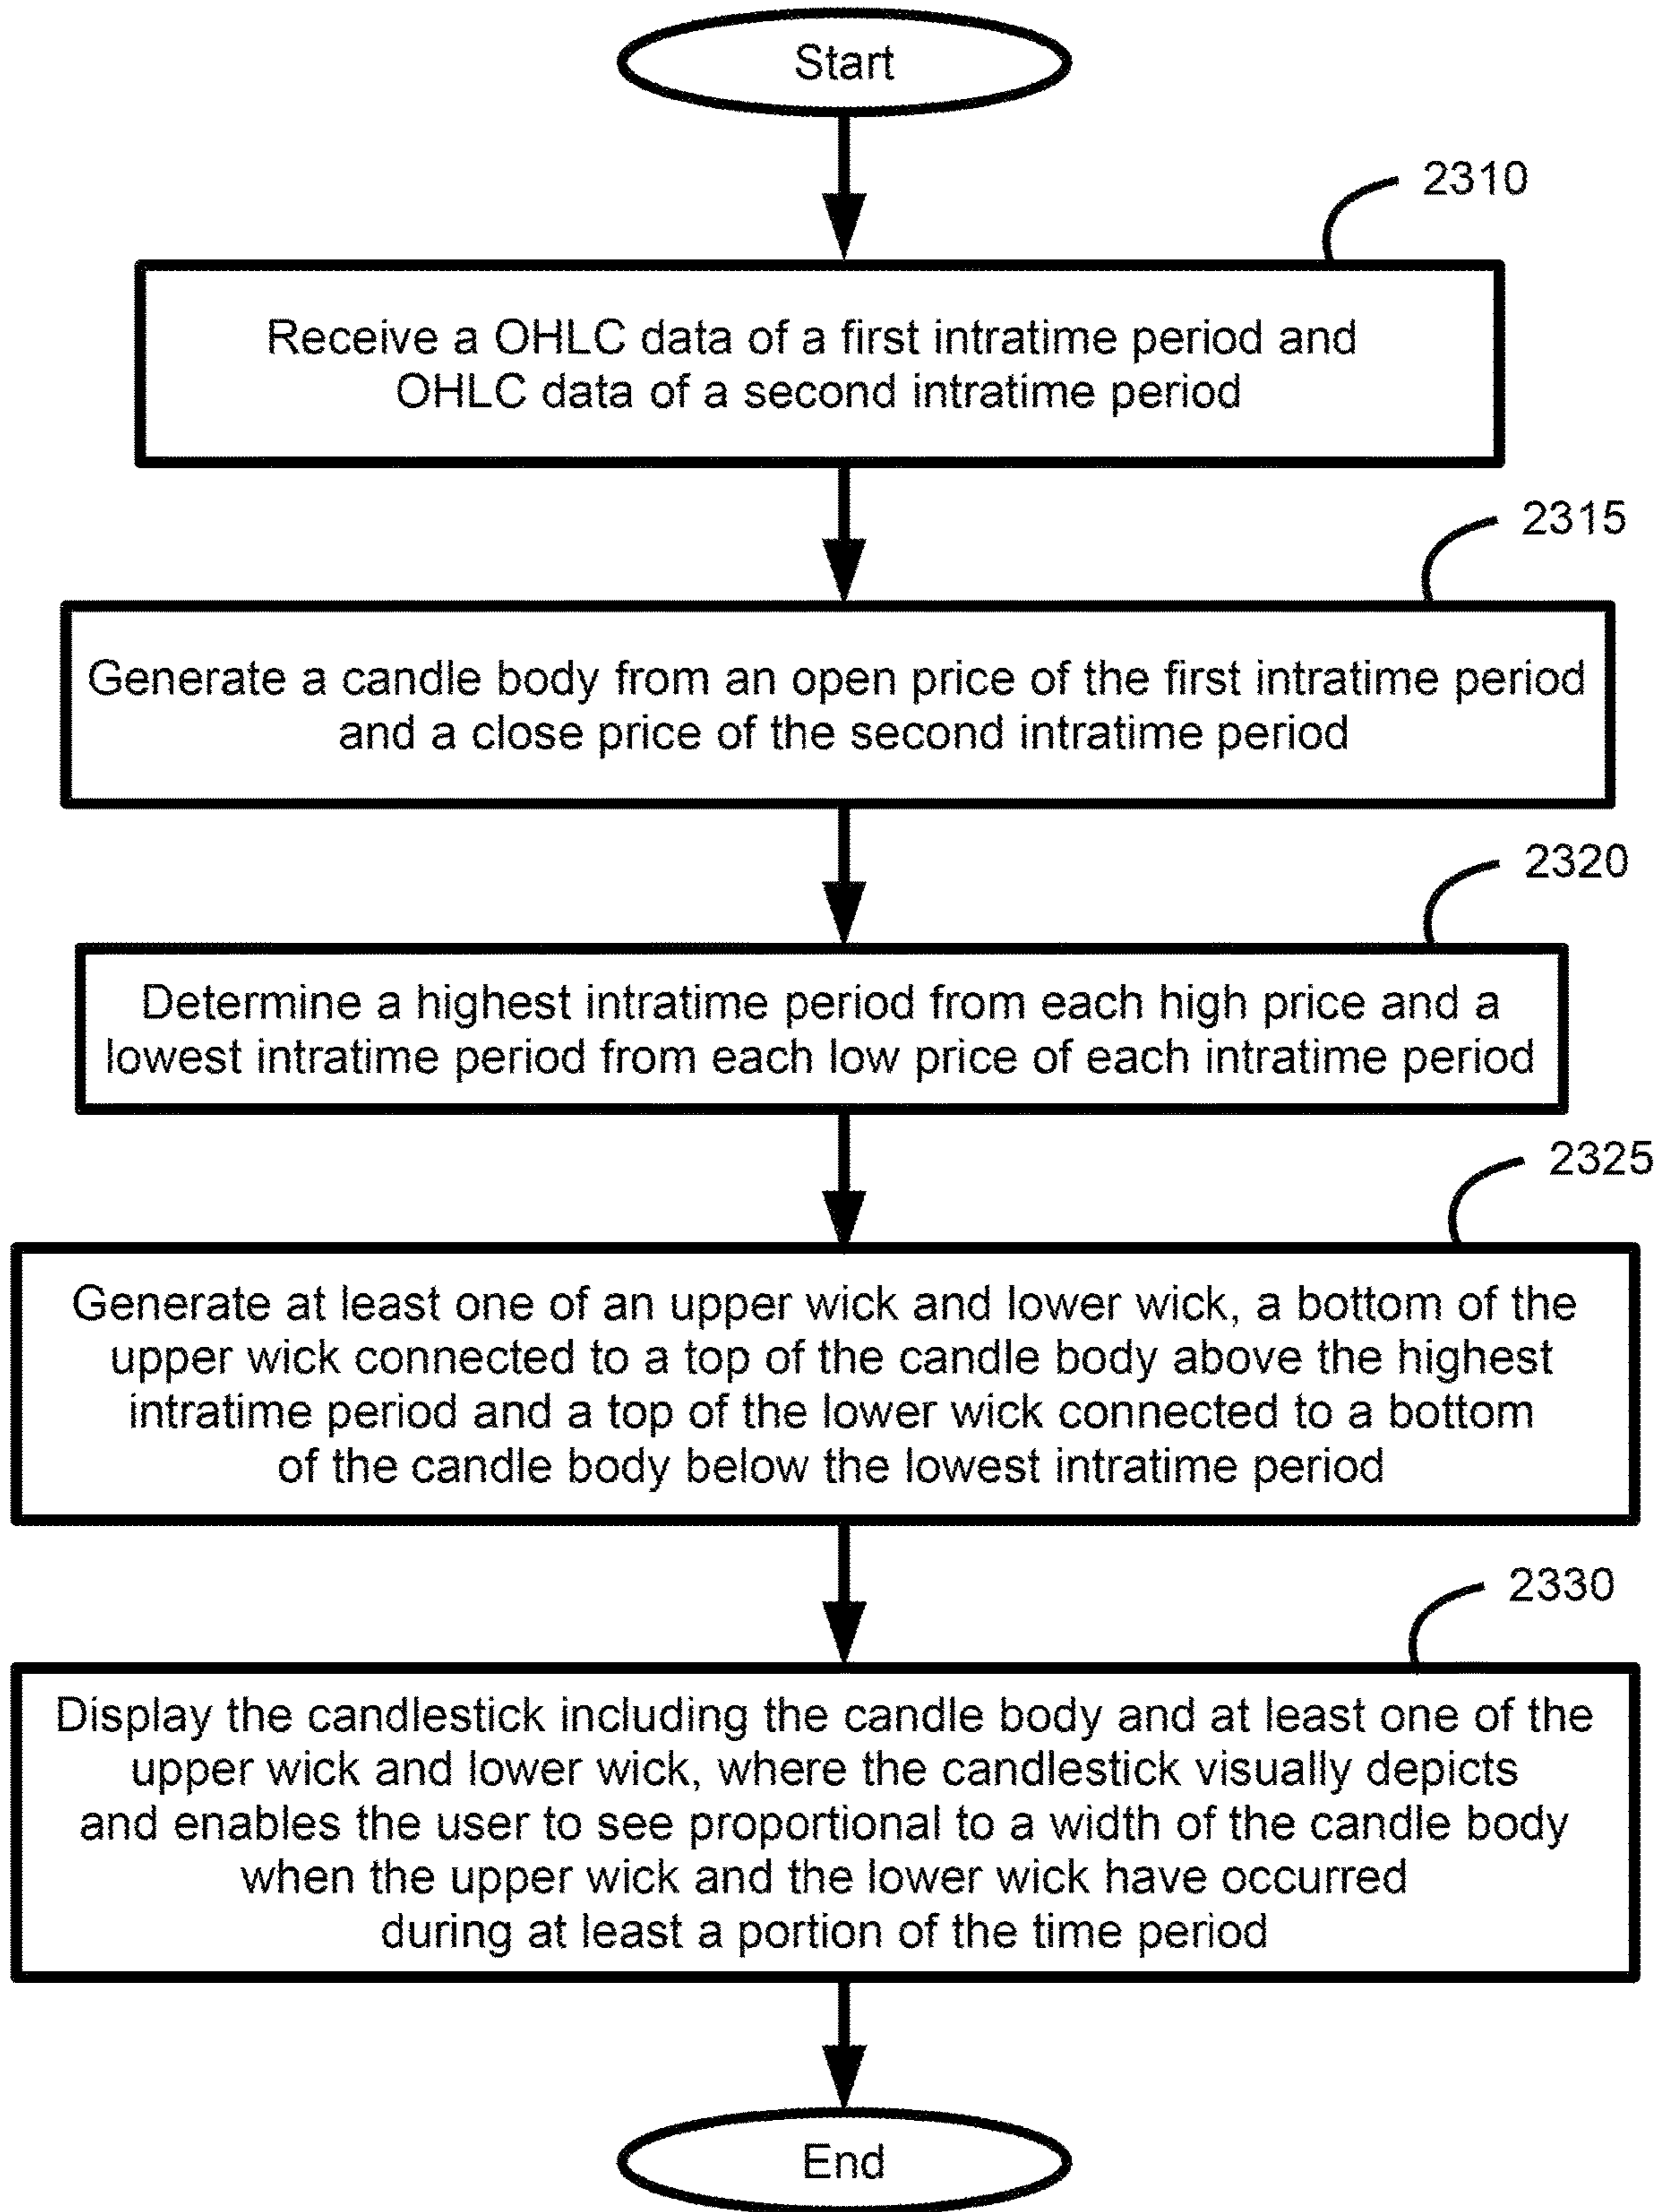 Start
2310
Receive a OHLC data of a first intratime period and
OHLC data of a second intratime period
2315
Generate a candle body from an open price of the first intratime period
and a close price of the second intratime period
2320
Determine a highest intratime period from each high price and a
lowest intratime period from each low price of each intratime period
2325
Generate at least one of an upper wick and lower wick, a bottom of the
upper wick connected to a top of the candle body above the highest
intratime period and a top of the lower wick connected to a bottom
of the candle body below the lowest intratime period
2330
Display the candlestick including the candle body and at least one of the
upper wick and lower wick, where the candlestick visually depicts
and enables the user to see proportional to a width of the candle body
when the upper wick and the lower wick have occurred
during at least a portion of the time period
End